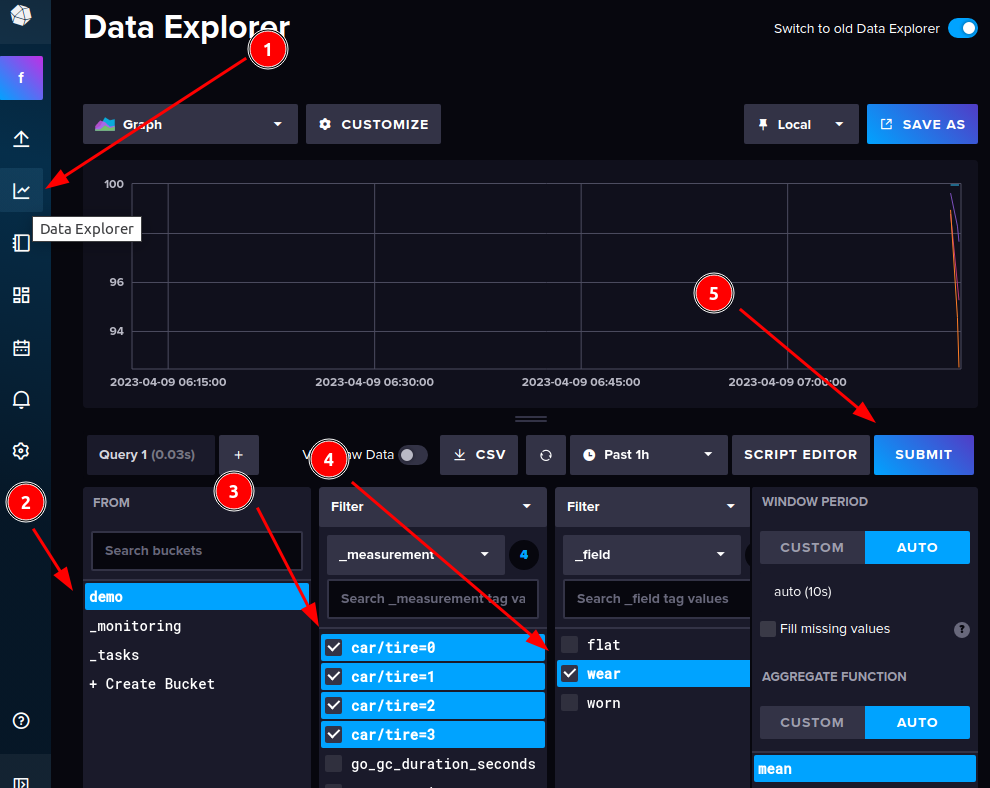 Data Explorer
Switch to old Data Explorer
1
f
Graph
CUSTOMIZE
Local
SAVE AS
100
Data Explorer
96
94
5
2023-04-09 06:15:00
2023-04-09 06:30:00
2023-04-09 06:45:00
2023-04-09 07:00:00
Query 1 (0.03s)
+
4
Data
CSV
Past 1h
SCRIPT EDITOR
SUBMIT
2
3
FROM
Filter
Filter
WINDOW PERIOD
Search buckets
_measurement
4
_field
CUSTOM
AUTO
Search _measurement tag va
Search _field tag values
auto (10s)
demo
_monitoring
_tasks
+ Create Bucket
car/tire=0
car/tire=1
car/tire=2
car/tire=3
go_gc_duration_seconds
flat
wear
worn
Fill missing values
?
AGGREGATE FUNCTION
CUSTOM
AUTO
mean
?